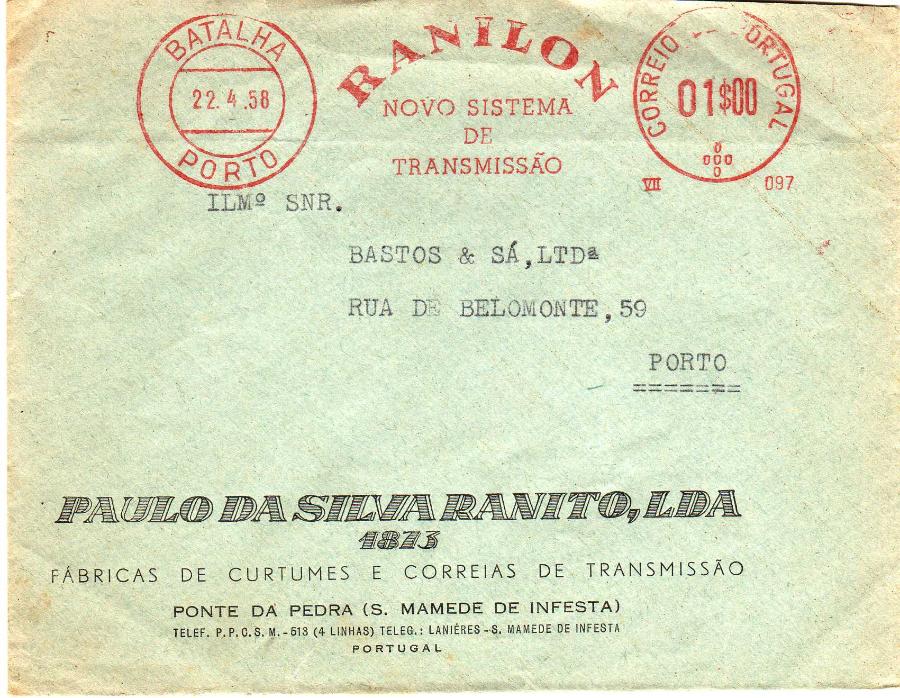 BATALHA
22.4.58
PORTO
RANILON
NOVO SISTEMA
DE
TRANSMISSÃO
CORREIO PORTUGAL
01$00
VII 097
ILMº SNR.
BASTOS & SÁ,LTDª
RUA DE BELOMONTE,59
PORTO
=======
PAULO DA SILVA RANITO, LDA
1873
FÁBRICAS DE CURTUMES E CORREIAS DE TRANSMISSÃO
PONTE DA PEDRA (S. MAMEDE DE INFESTA)
TELEF. P.P.C.S.M.-513 (4 LINHAS) TELEG.: LANIÉRES-S. MAMEDE DE INFESTA
PORTUGAL